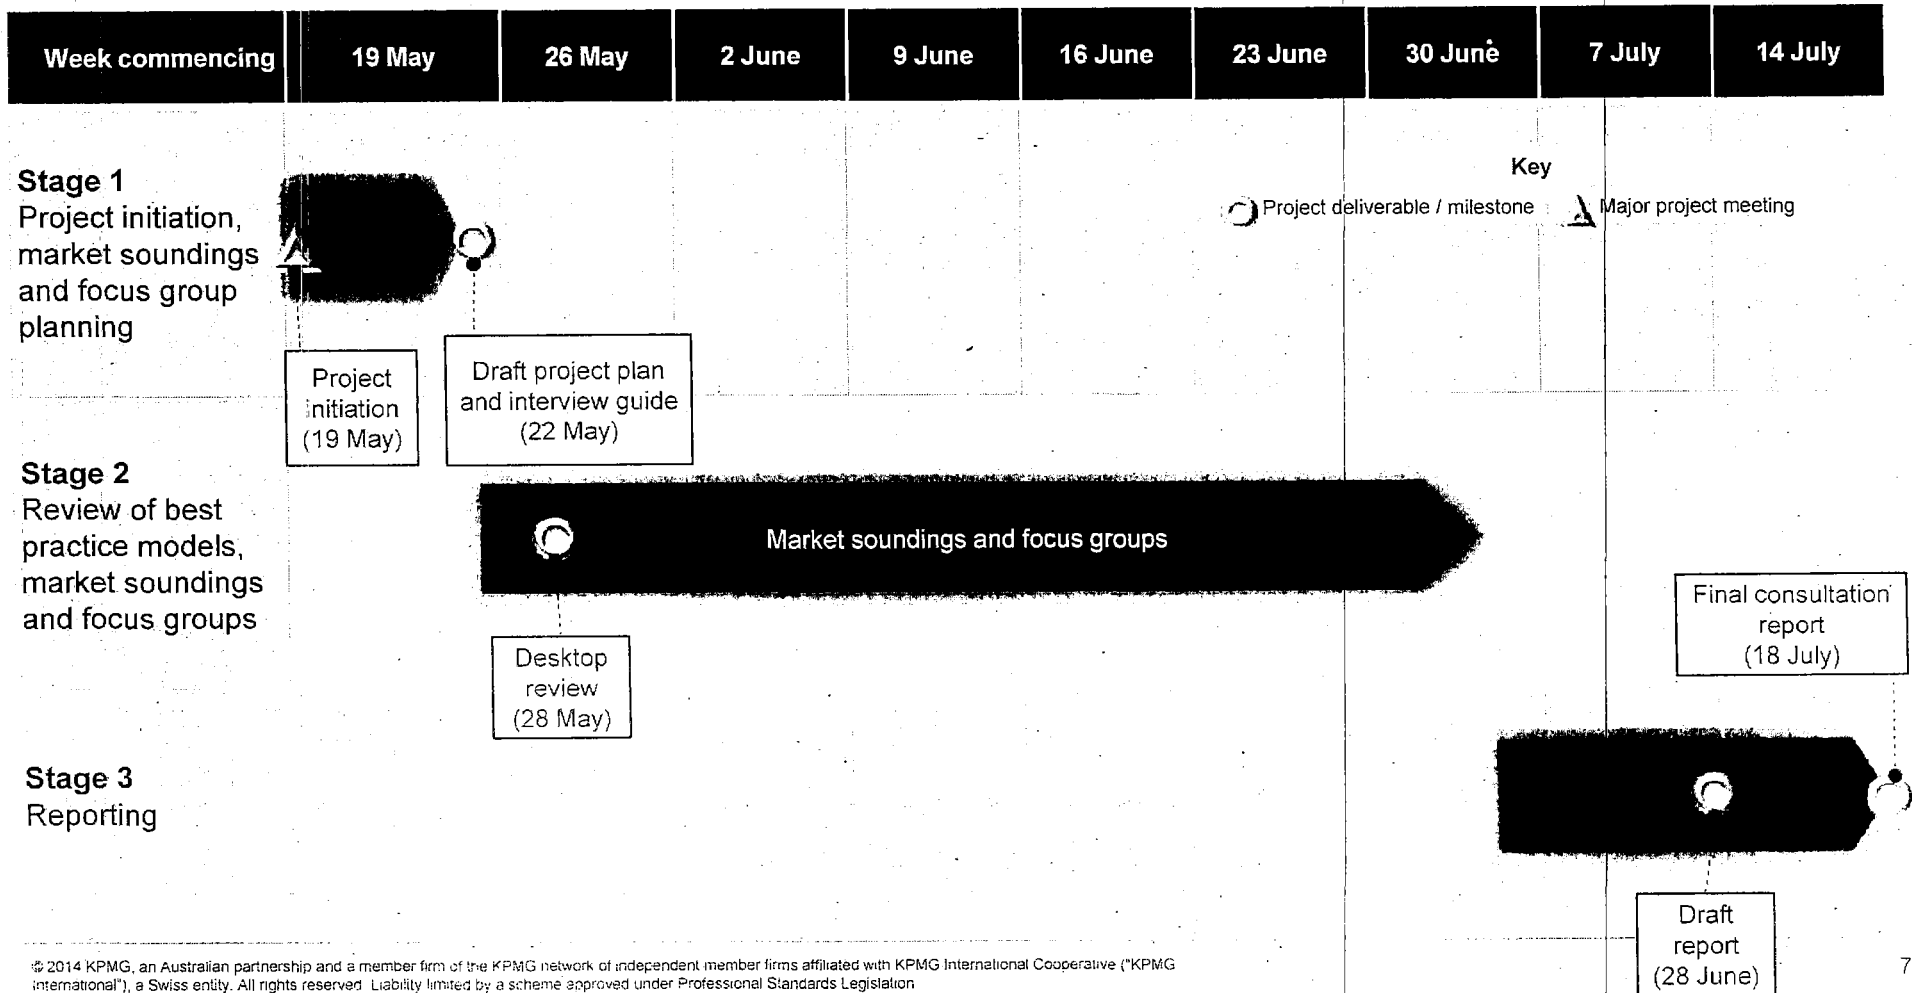 Week commencing 19 May 26 May 2 June 9 June 16 June 23 June 30 June 7 July 14 July
Key
Project deliverable / milestone Major project meeting
Stage 1
Project initiation,
market soundings
and focus group
planning
Project
initiation
(19 May)
Draft project plan
and interview guide
(22 May)
Stage 2
Review of best
practice models,
market soundings
and focus groups
Market soundings and focus groups
Desktop
review
(28 May)
Final consultation
report
(18 July)
Stage 3
Reporting
Draft
report
(28 June)
© 2014 KPMG, an Australian partnership and a member firm of the KPMG network of independent member firms affiliated with KPMG International Cooperative ("KPMG
International"), a Swiss entity. All rights reserved. Liability limited by a scheme approved under Professional Standards Legislation
7